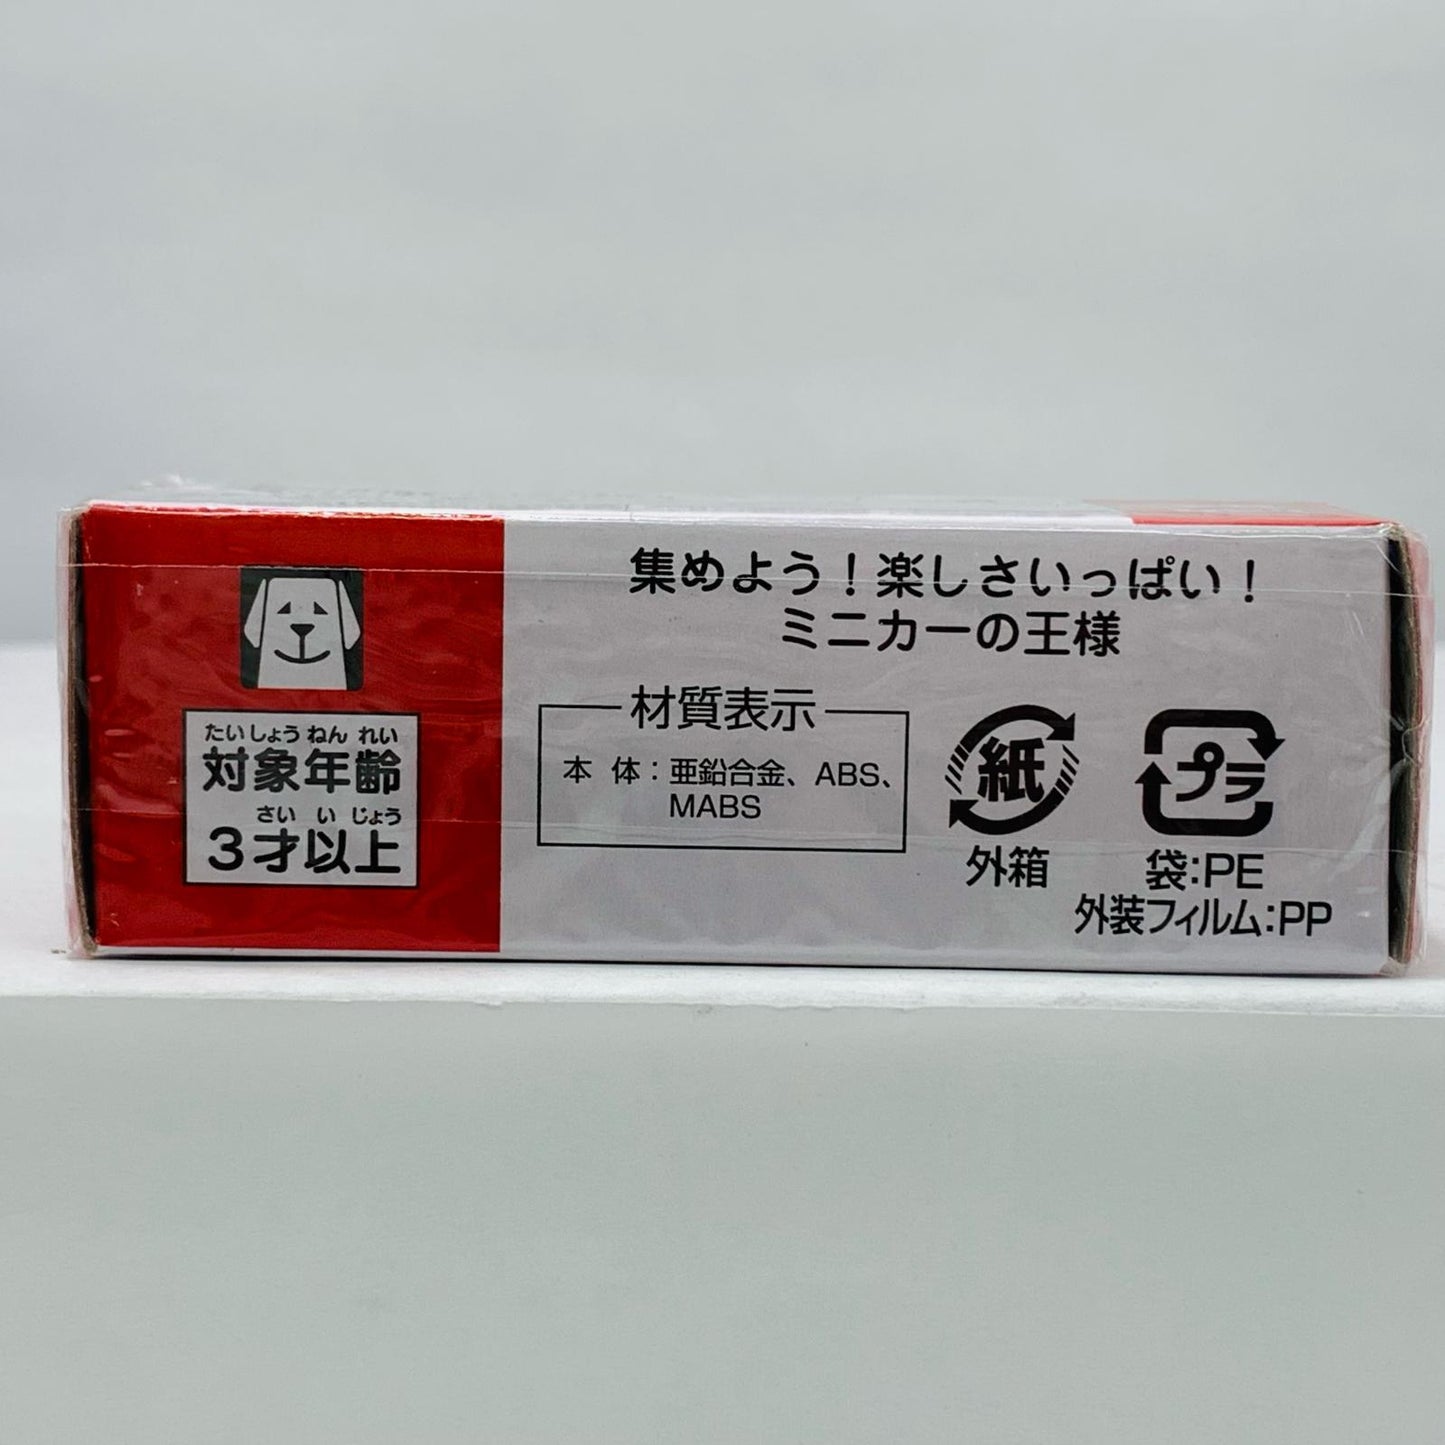 たいしょうねんれい
対象年齢
さいいじょう
3才以上
集めよう！楽しさいっぱい！
ミニカーの王様
材質表示
本体：亜鉛合金、ABS、
MABS
紙
外箱
プラ
袋:PE
外装フィルム:PP